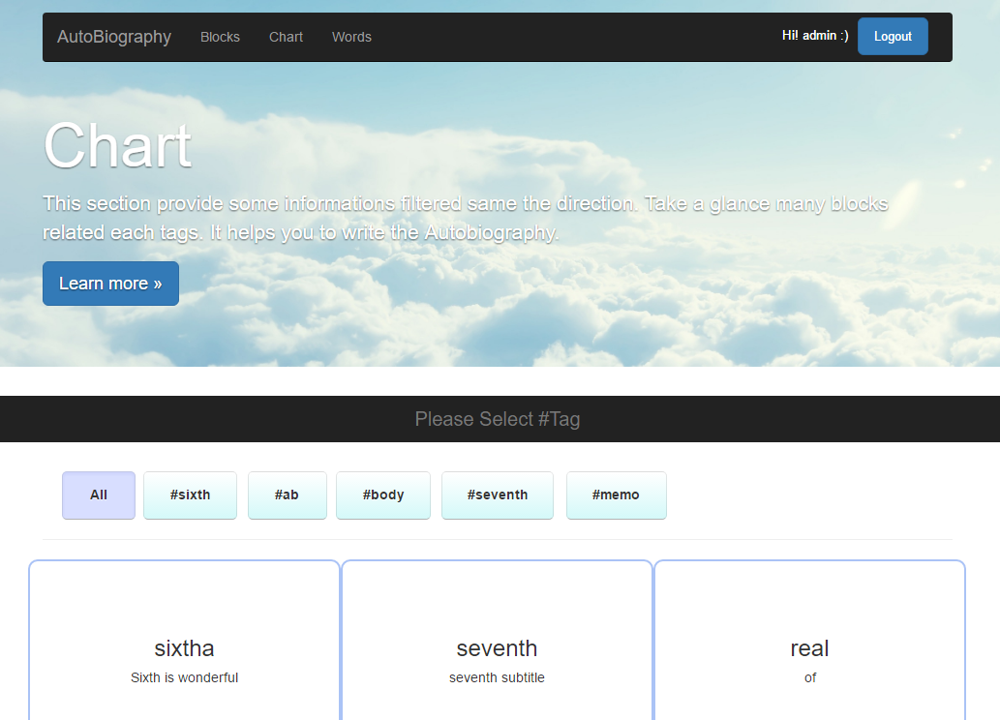 AutoBiography Blocks Chart Words Hi! admin :) Logout
Chart
This section provide some informations filtered same the direction. Take a glance many blocks
related each tags. It helps you to write the Autobiography.
Learn more »
Please Select #Tag
All #sixth #ab #body #seventh #memo
sixtha seventh real
Sixth is wonderful seventh subtitle of